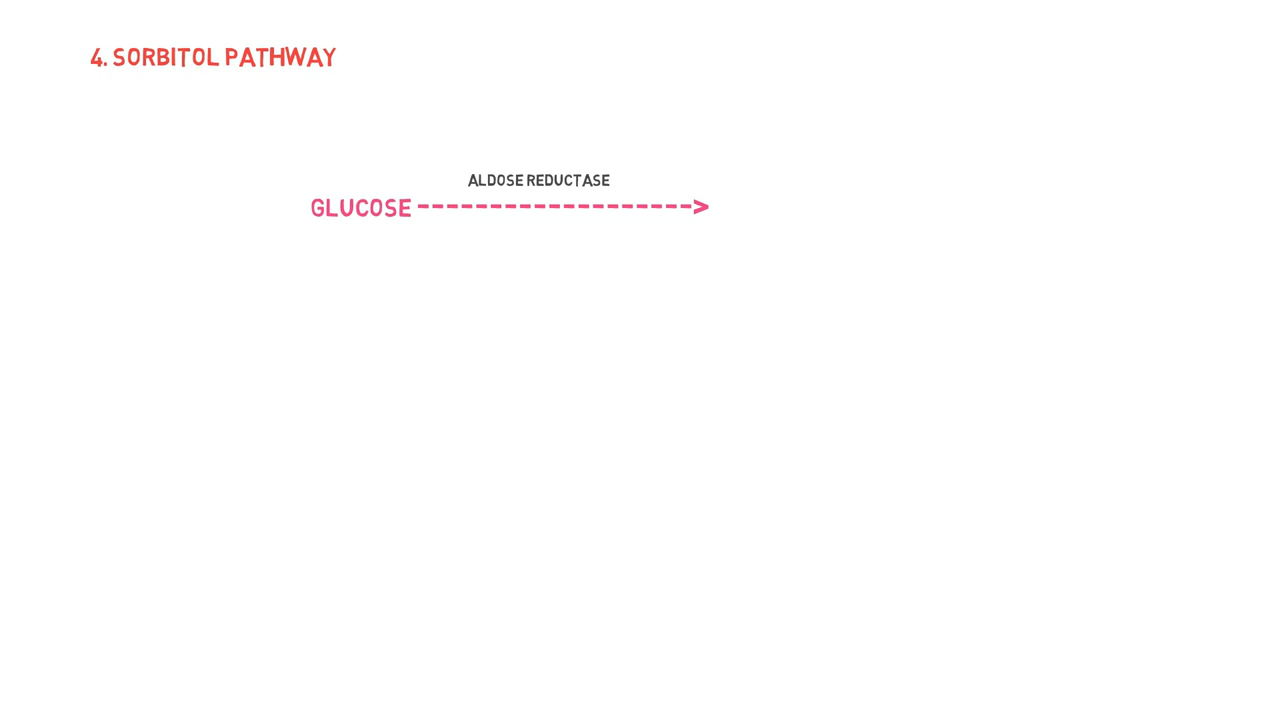 4. SORBITOL PATHWAY
ALDOSE REDUCTASE
GLUCOSE ------------------->